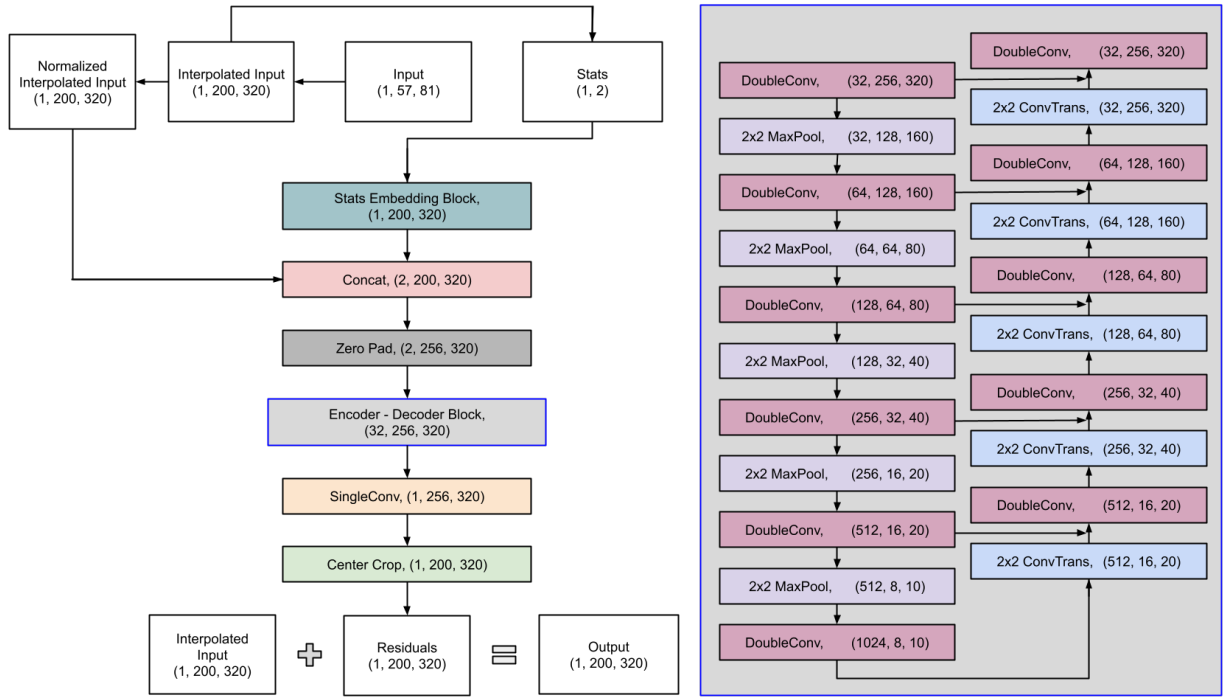 Normalized
Interpolated Input
(1, 200, 320)
Interpolated Input
(1, 200, 320)
Input
(1, 57, 81)
Stats
(1, 2)
Stats Embedding Block,
(1, 200, 320)
Concat, (2, 200, 320)
Zero Pad, (2, 256, 320)
Encoder - Decoder Block,
(32, 256, 320)
SingleConv, (1, 256, 320)
Center Crop, (1, 200, 320)
Interpolated
Input
(1, 200, 320)
Residuals
(1, 200, 320)
Output
(1, 200, 320)
DoubleConv, (32, 256, 320)
2x2 MaxPool, (32, 128, 160)
DoubleConv, (64, 128, 160)
2x2 MaxPool, (64, 64, 80)
DoubleConv, (128, 64, 80)
2x2 MaxPool, (128, 32, 40)
DoubleConv, (256, 32, 40)
2x2 MaxPool, (256, 16, 20)
DoubleConv, (512, 16, 20)
2x2 MaxPool, (512, 8, 10)
DoubleConv, (1024, 8, 10)
DoubleConv, (32, 256, 320)
2x2 ConvTrans, (32, 256, 320)
DoubleConv, (64, 128, 160)
2x2 ConvTrans, (64, 128, 160)
DoubleConv, (128, 64, 80)
2x2 ConvTrans, (128, 64, 80)
DoubleConv, (256, 32, 40)
2x2 ConvTrans, (256, 32, 40)
DoubleConv, (512, 16, 20)
2x2 ConvTrans, (512, 16, 20)